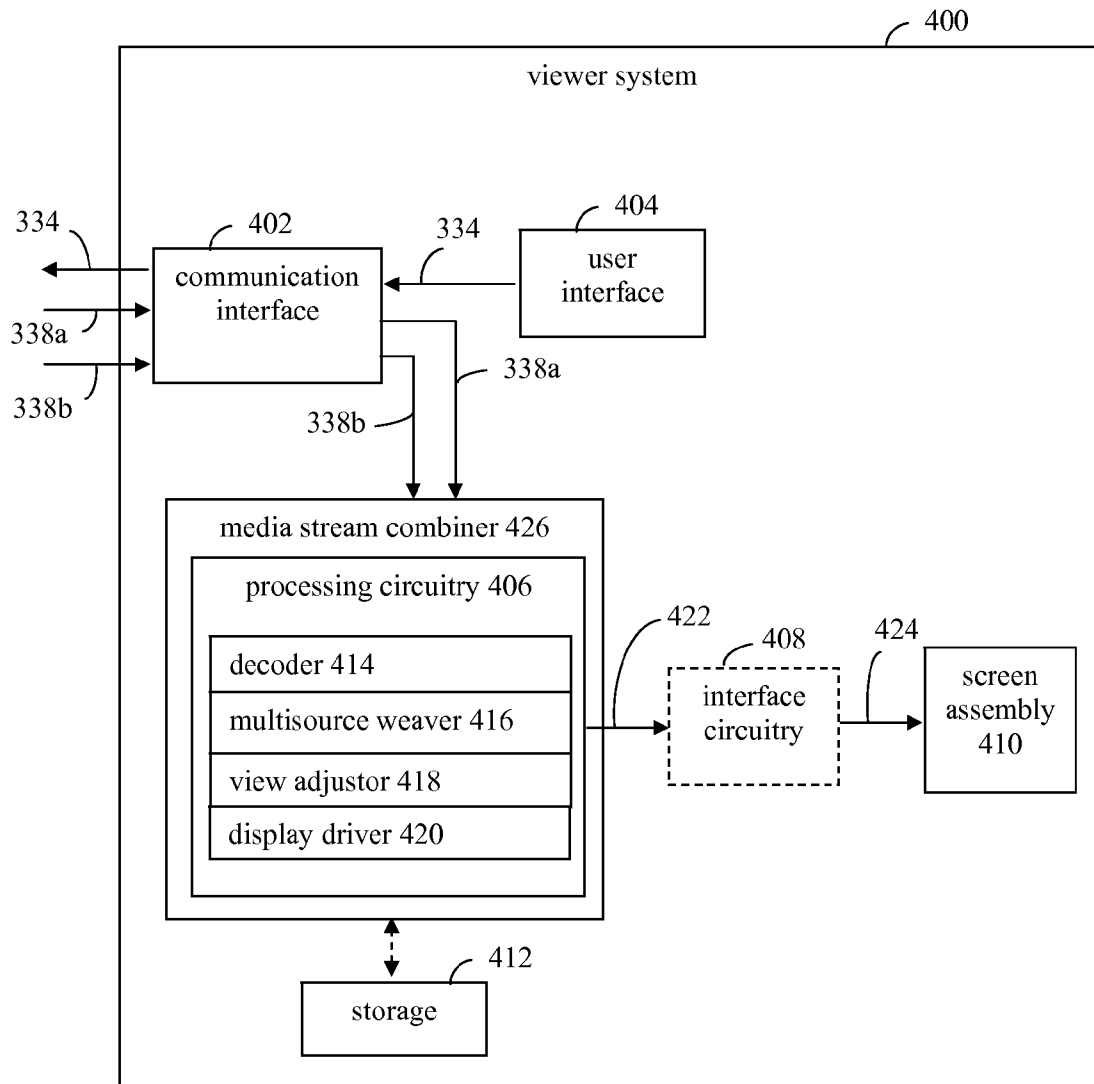 400
viewer system
334
402
404
334
communication
interface
user
interface
338a
338b
338a
338b
media stream combiner 426
processing circuitry 406
decoder 414
multisource weaver 416
view adjustor 418
display driver 420
422
408
interface
circuitry
424
screen
assembly
410
412
storage